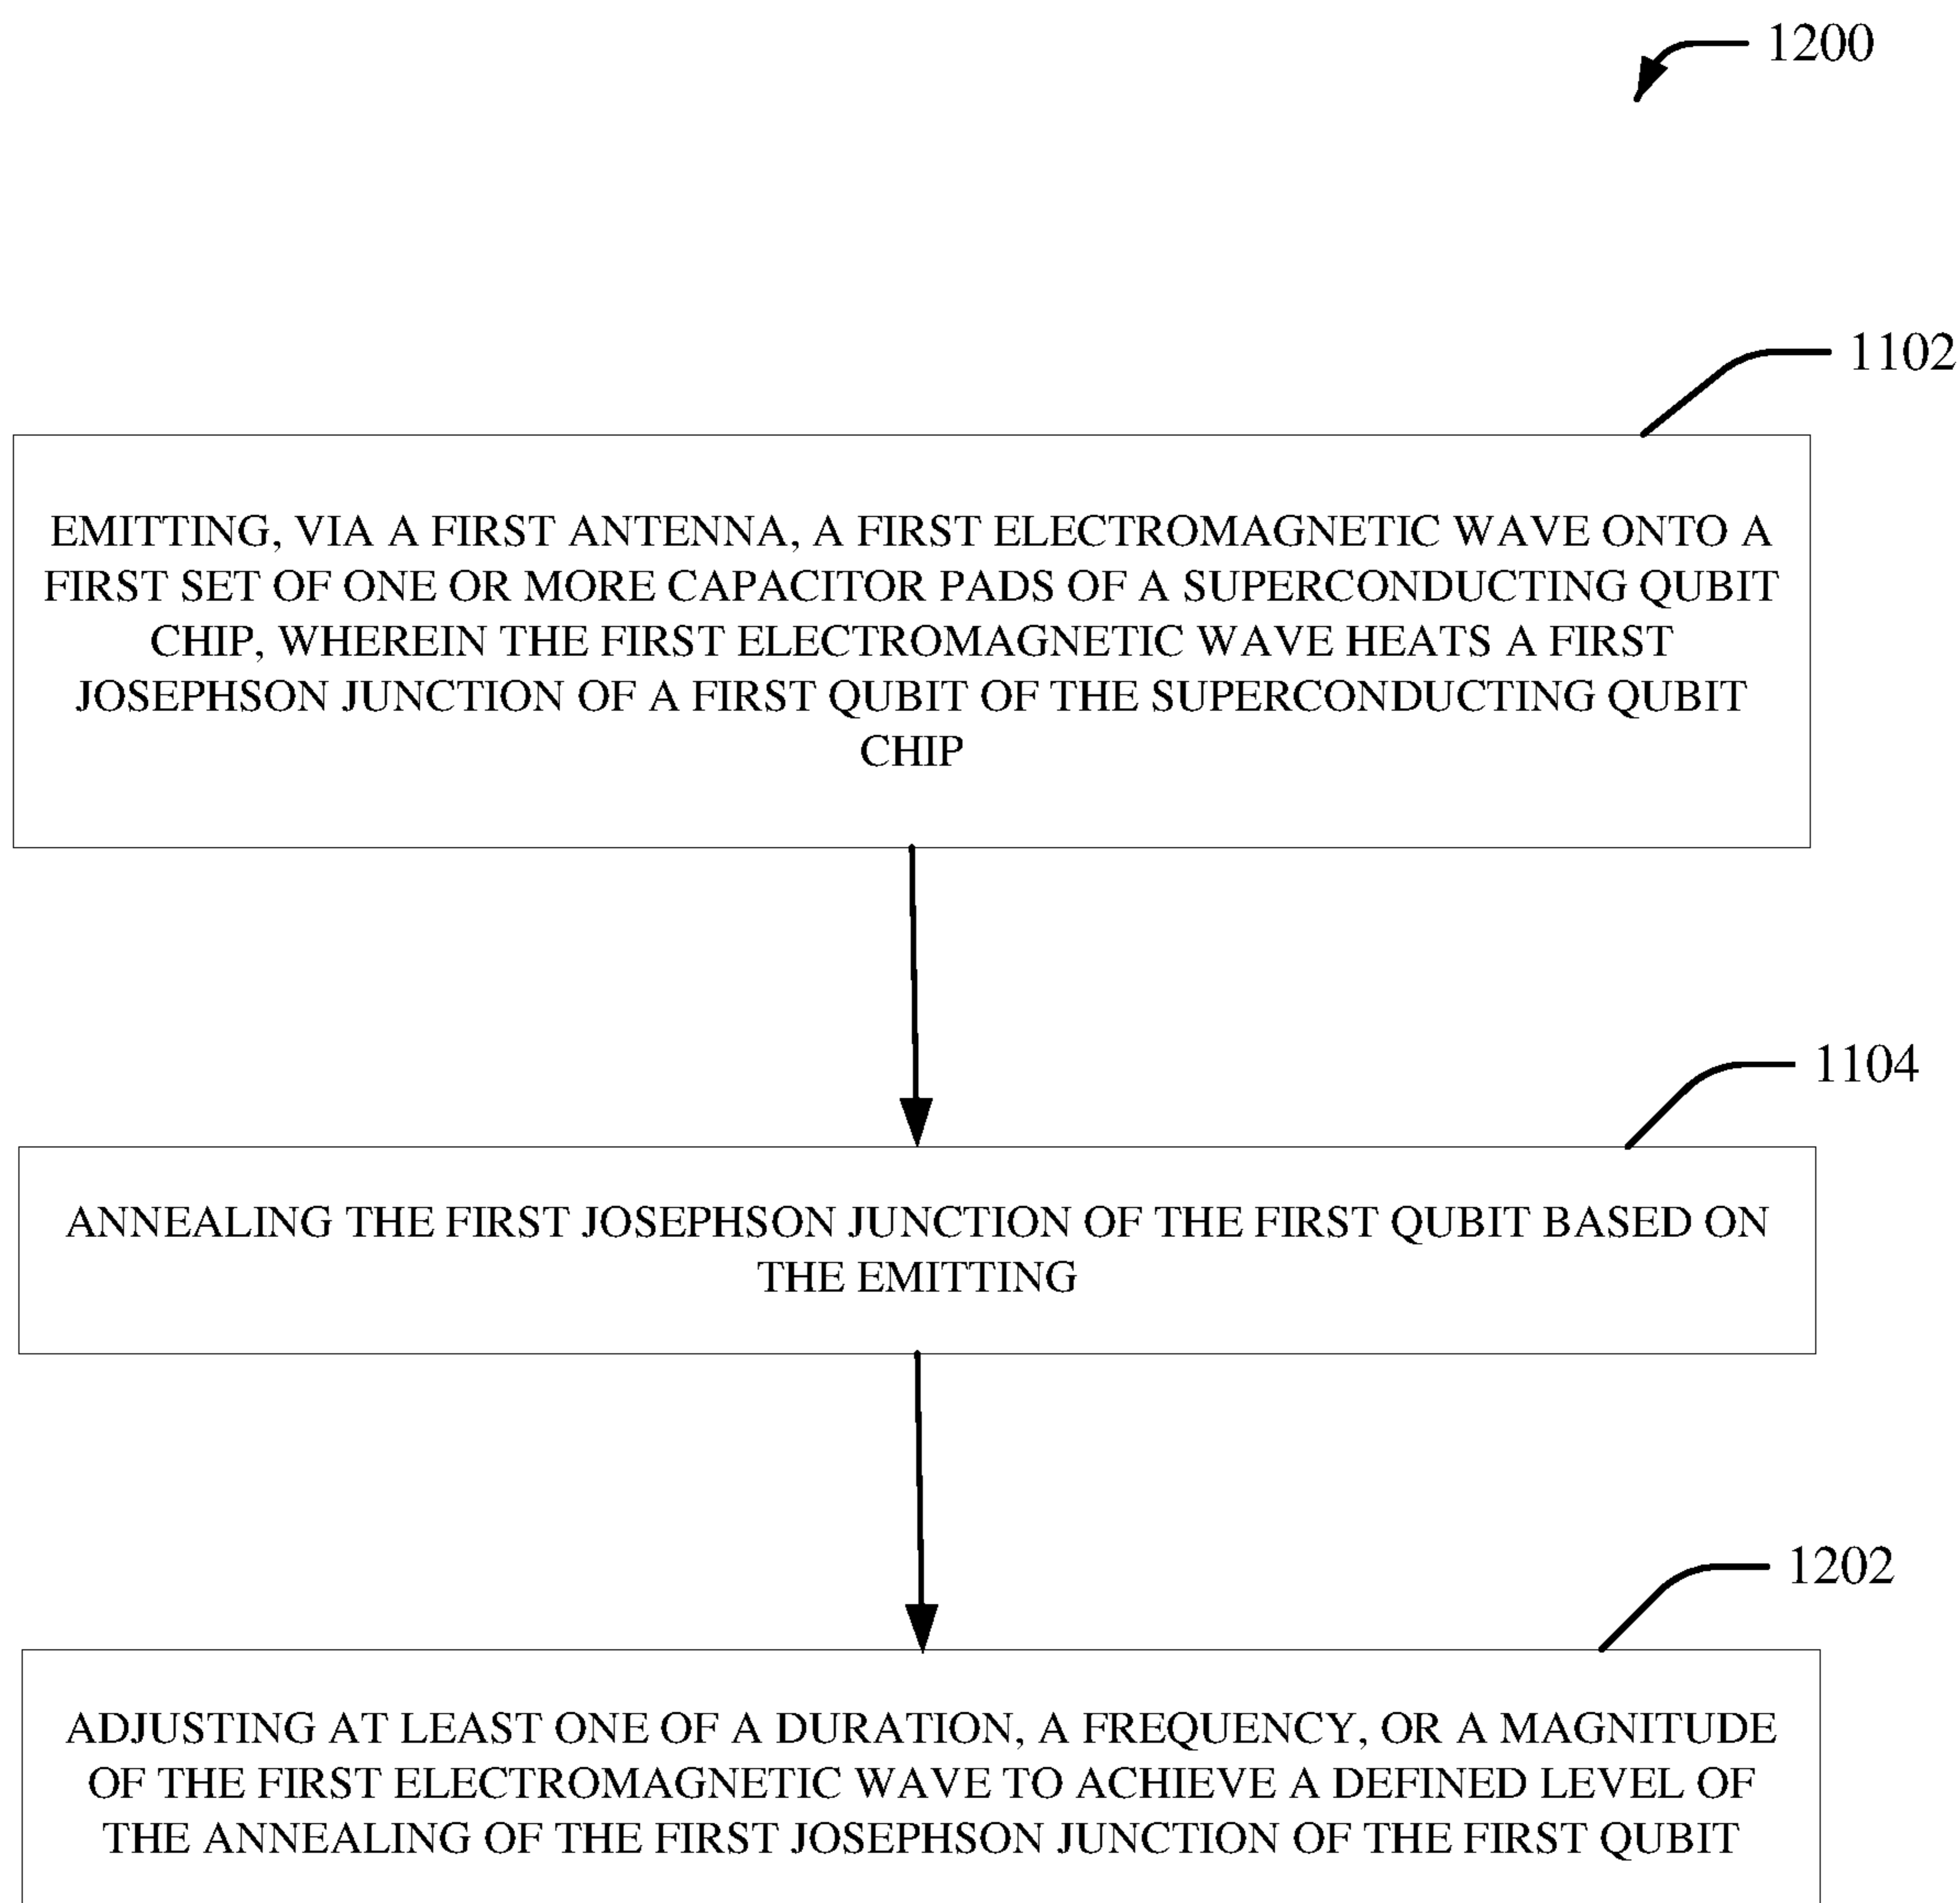 1200
1102
EMITTING, VIA A FIRST ANTENNA, A FIRST ELECTROMAGNETIC WAVE ONTO A
FIRST SET OF ONE OR MORE CAPACITOR PADS OF A SUPERCONDUCTING QUBIT
CHIP, WHEREIN THE FIRST ELECTROMAGNETIC WAVE HEATS A FIRST
JOSEPHSON JUNCTION OF A FIRST QUBIT OF THE SUPERCONDUCTING QUBIT
CHIP
1104
ANNEALING THE FIRST JOSEPHSON JUNCTION OF THE FIRST QUBIT BASED ON
THE EMITTING
1202
ADJUSTING AT LEAST ONE OF A DURATION, A FREQUENCY, OR A MAGNITUDE
OF THE FIRST ELECTROMAGNETIC WAVE TO ACHIEVE A DEFINED LEVEL OF
THE ANNEALING OF THE FIRST JOSEPHSON JUNCTION OF THE FIRST QUBIT